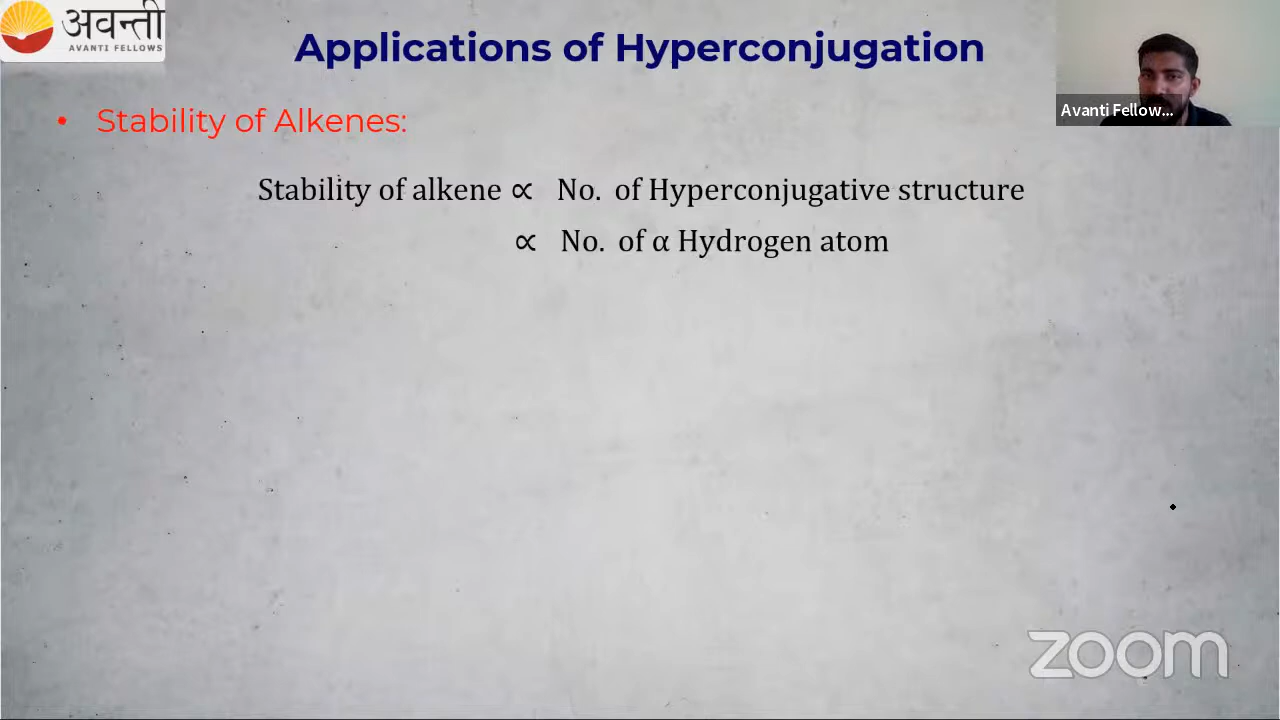 अवन्ती
AVANTI FELLOWS
Applications of Hyperconjugation
Avanti Fellow...
• Stability of Alkenes:
Stability of alkene ∝ No. of Hyperconjugative structure
∝ No. of α Hydrogen atom
zoom